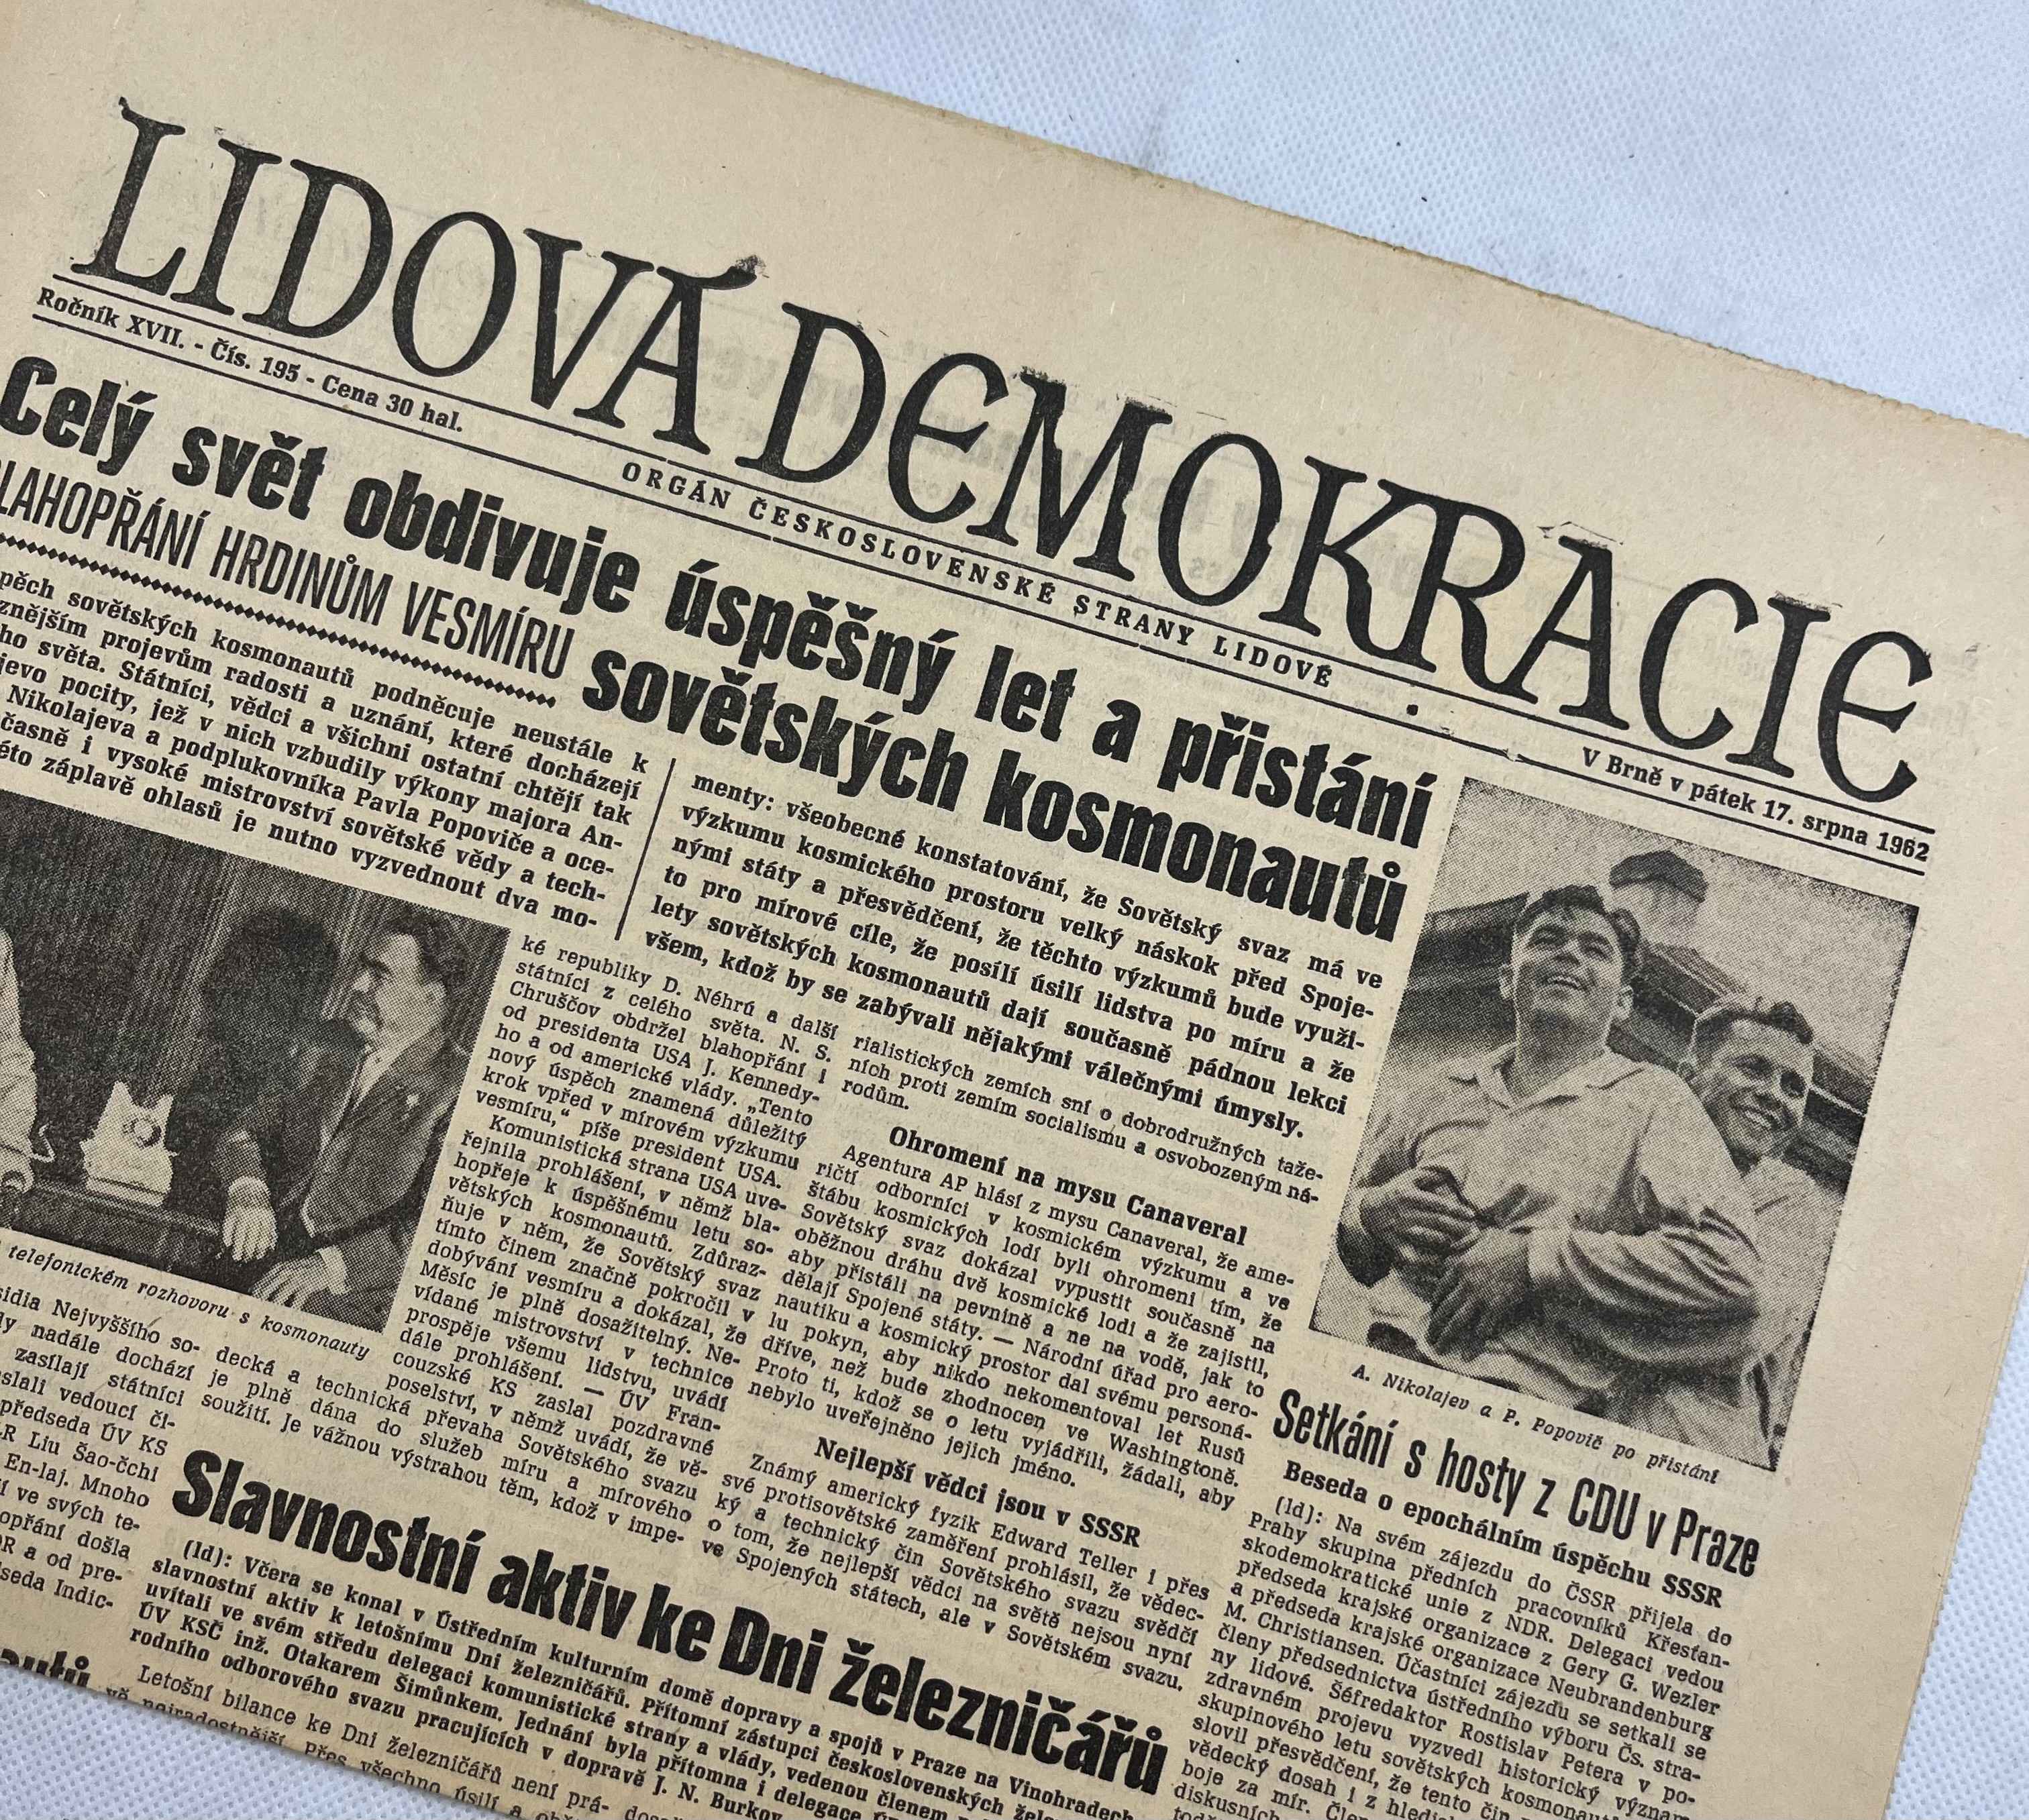 LIDOVÁ DEMOKRACIE
Ročník XVII. - Čís. 195 - Cena 30 hal.
ORGÁN ČESKOSLOVENSKÉ STRANY LIDOVÉ
V Brně v pátek 17. srpna 1962
Celý svět obdivuje úspěšný let a přistání
sovětských kosmonautů
HRDINŮM VESMÍRU
sovětských kosmonautů podněcuje neustále k
projevům radosti a uznání, které docházejí
světa. Státníci, vědci a všichni ostatní chtějí tak
pocity, jež v nich vzbudily výkony majora An-
Nikolajeva a podplukovníka Pavla Popoviče a oce-
i vysoké mistrovství sovětské vědy a tech-
záplavě ohlasů je nutno vyzvednout dva mo-
menty: všeobecné konstatování, že Sovětský svaz má ve
výzkumu kosmického prostoru velký náskok před Spoje-
nými státy a přesvědčení, že těchto výzkumů bude využi-
to pro mírové cíle, že posílí úsilí lidstva po míru a že
lety sovětských kosmonautů dají současně pádnou lekci
všem, kdož by se zabývali nějakými válečnými úmysly.
telefonickém rozhovoru s kosmonauty
Nejvyššího so-
nadále dochází
zasílají státníci
vedoucí či-
předseda ÚV KS
Liu Šao-čchi
En-laj. Mnoho
ve svých te-
došla
a od pre-
Indic-
ké republiky D. Néhrú a další
státníci z celého světa. N. S.
Chruščov obdržel blahopřání i
od presidenta USA J. Kennedy-
ho a od americké vlády. „Tento
nový úspěch znamená důležitý
krok vpřed v mírovém výzkumu
vesmíru,“ píše president USA.
Komunistická strana USA uve-
řejnila prohlášení, v němž bla-
hopřeje k úspěšnému letu so-
větských kosmonautů. Zdůraz-
ňuje v něm, že Sovětský svaz
tímto činem značně pokročil v
dobývání vesmíru a dokázal, že
Měsíc je plně dosažitelný. Ne-
vídané mistrovství v technice
prospěje všemu lidstvu, uvádí
dále prohlášení. — ÚV Fran-
couzské KS zaslal pozdravné
poselství, v němž uvádí, že vě-
decká a technická převaha Sovětského svazu
je plně dána do služeb míru a mírového
soužití. Je vážnou výstrahou těm, kdož v impe-
rialistických zemích sní o dobrodružných taže-
ních proti zemím socialismu a osvobozeným ná-
rodům.
Ohromení na mysu Canaveral
Agentura AP hlásí z mysu Canaveral, že ame-
ričtí odborníci v kosmickém výzkumu a ve
štábu kosmických lodí byli ohromeni tím, že
Sovětský svaz dokázal vypustit současně na
oběžnou dráhu dvě kosmické lodi a že zajistil,
aby přistáli na pevnině a ne na vodě, jak to
dělají Spojené státy. — Národní úřad pro aero-
nautiku a kosmický prostor dal svému personá-
lu pokyn, aby nikdo nekomentoval let Rusů
dříve, než bude zhodnocen ve Washingtoně.
Proto ti, kdož se o letu vyjádřili, žádali, aby
nebylo uveřejněno jejich jméno.
Nejlepší vědci jsou v SSSR
Známý americký fyzik Edward Teller i přes
své protisovětské zaměření prohlásil, že vědec-
ký a technický čin Sovětského svazu svědčí
o tom, že nejlepší vědci na světě nejsou nyní
ve Spojených státech, ale v Sovětském svazu.
A. Nikolajev a P. Popovič po přistání
Setkání s hosty z CDU v Praze
Beseda o epochálním úspěchu SSSR
(ld): Na svém zájezdu do ČSSR přijela do
Prahy skupina předních pracovníků Křesťan-
skodemokratické unie z NDR. Delegaci vedou
předseda krajské organizace z Gery G. Wezler
a předseda krajské organizace Neubrandenburg
M. Christiansen. Účastníci zájezdu se setkali se
členy předsednictva ústředního výboru Čs. stra-
ny lidové. Šéfredaktor Rostislav Petera v po-
zdravném projevu vyzvedl historický význam
skupinového letu sovětských kosmonautů
slovil přesvědčení, že tento čin
vědecký dosah i z hlediska
boje za mír.
diskusních
Slavnostní aktiv ke Dni železničářů
(ld): Včera se konal v Ústředním kulturním domě dopravy a spojů v Praze na Vinohradech
slavnostní aktiv k letošnímu Dni železničářů. Přítomní zástupci československých
uvítali ve svém středu delegaci komunistické strany a vlády, vedenou členem
ÚV KSČ inž. Otakarem Šimůnkem. Jednání byla přítomna i delegace
rodního odborového svazu pracujících v dopravě J. N. Burkov
Letošní bilance ke Dni železničářů není prá-
vě nejradostnější. Přes všechno úsilí a